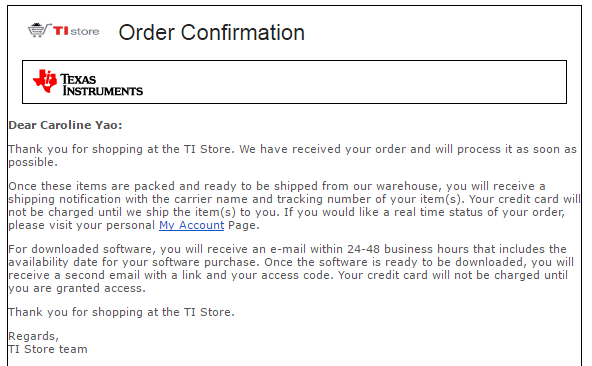 TI store Order Confirmation
TEXAS
INSTRUMENTS
Dear Caroline Yao:
Thank you for shopping at the TI Store. We have received your order and will process it as soon as
possible.
Once these items are packed and ready to be shipped from our warehouse, you will receive a
shipping notification with the carrier name and tracking number of your item(s). Your credit card will
not be charged until we ship the item(s) to you. If you would like a real time status of your order,
please visit your personal My Account Page.
For downloaded software, you will receive an e-mail within 24-48 business hours that includes the
availability date for your software purchase. Once the software is ready to be downloaded, you will
receive a second email with a link and your access code. Your credit card will not be charged until
you are granted access.
Thank you for shopping at the TI Store.
Regards,
TI Store team